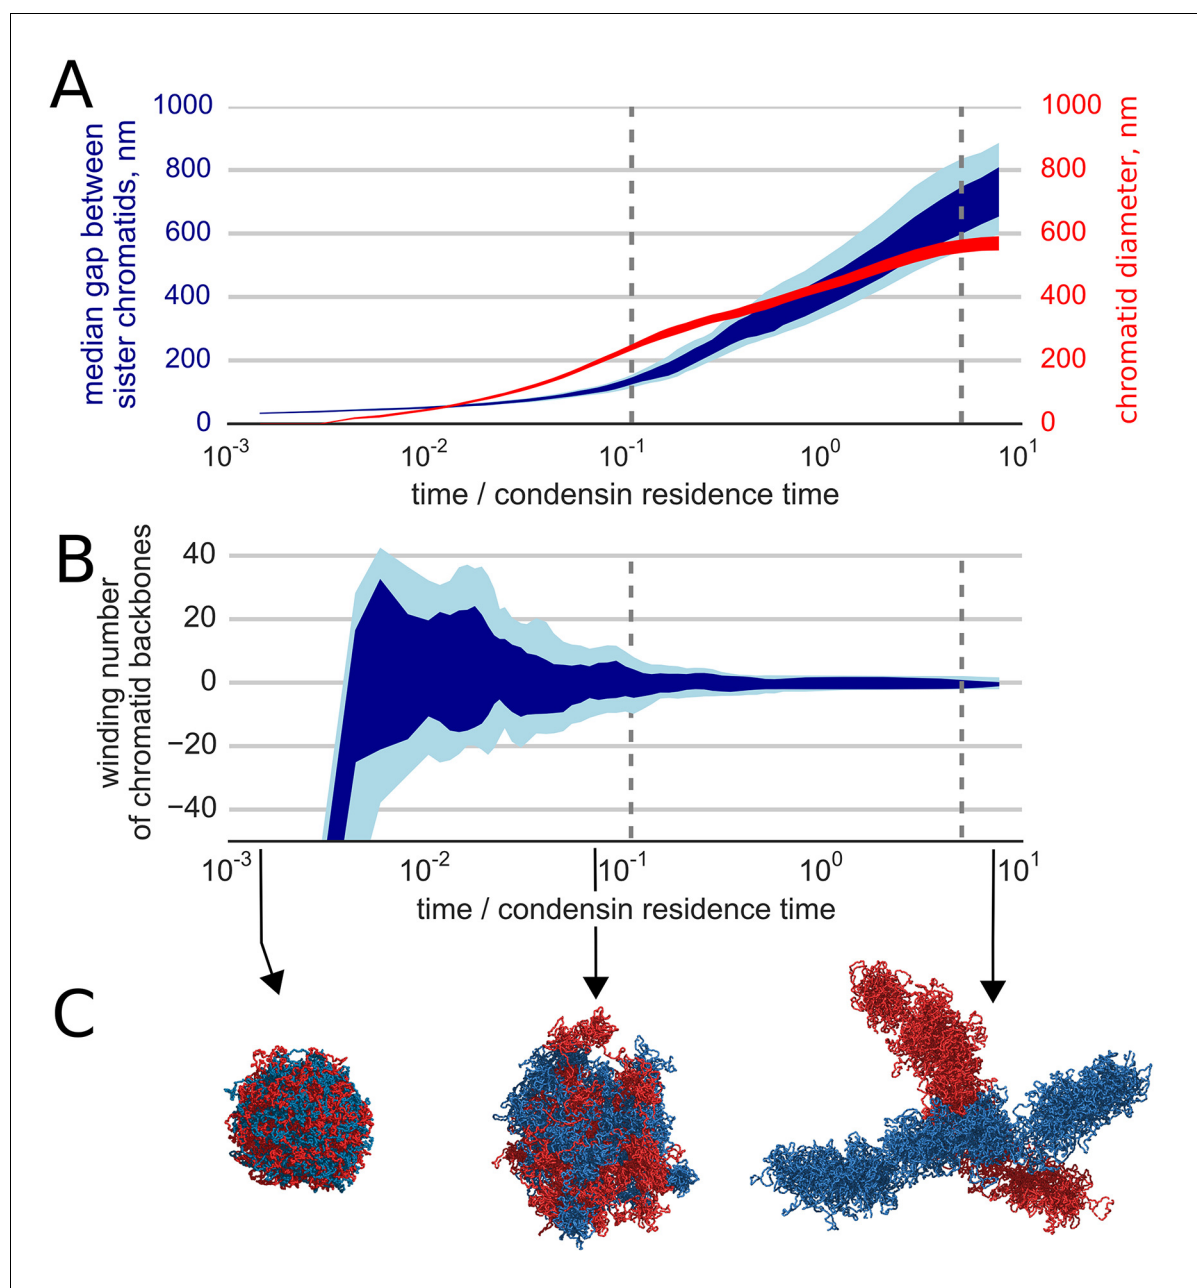 A
median gap between
sister chromatids, nm
1000
800
600
400
200
0
1000
800
600
400
200
0
chromatid diameter, nm
10⁻³ 10⁻² 10⁻¹ 10⁰ 10¹
time / condensin residence time
B
winding number
of chromatid backbones
40
20
0
−20
−40
10⁻³ 10⁻² 10⁻¹ 10⁰ 10¹
time / condensin residence time
C